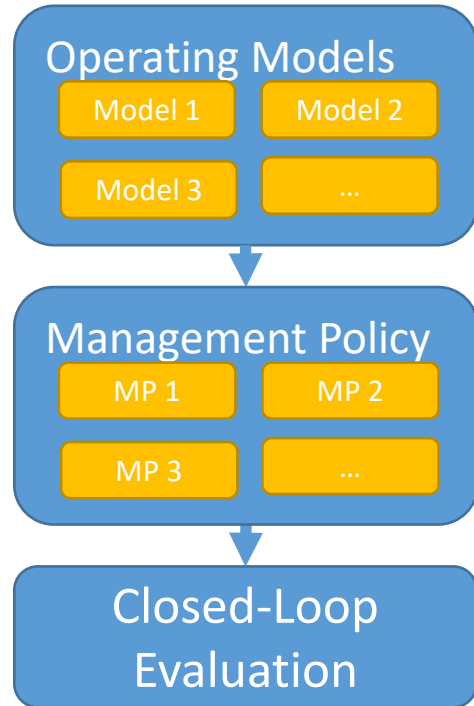 Operating Models
Model 1
Model 2
Model 3
...
Management Policy
MP 1
MP 2
MP 3
...
Closed-Loop
Evaluation